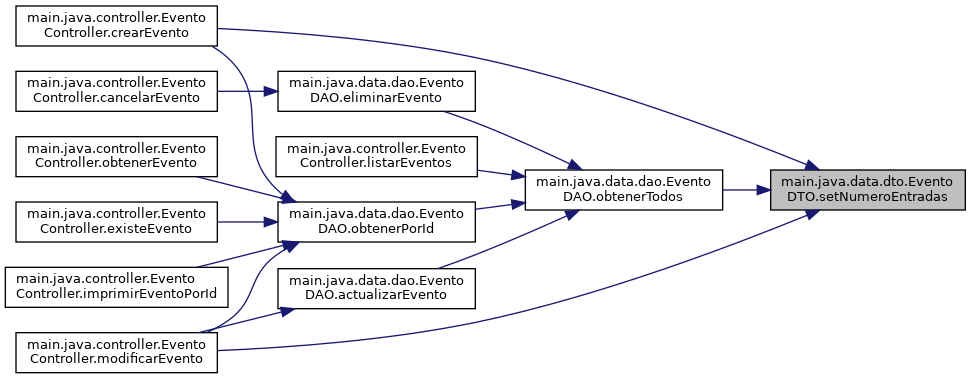 main.java.controller.Evento
Controller.crearEvento
main.java.controller.Evento
Controller.cancelarEvento
main.java.controller.Evento
Controller.obtenerEvento
main.java.controller.Evento
Controller.existeEvento
main.java.controller.Evento
Controller.imprimirEventoPorId
main.java.controller.Evento
Controller.modificarEvento
main.java.data.dao.Evento
DAO.eliminarEvento
main.java.controller.Evento
Controller.listarEventos
main.java.data.dao.Evento
DAO.obtenerPorId
main.java.data.dao.Evento
DAO.actualizarEvento
main.java.data.dao.Evento
DAO.obtenerTodos
main.java.data.dto.Evento
DTO.setNumeroEntradas